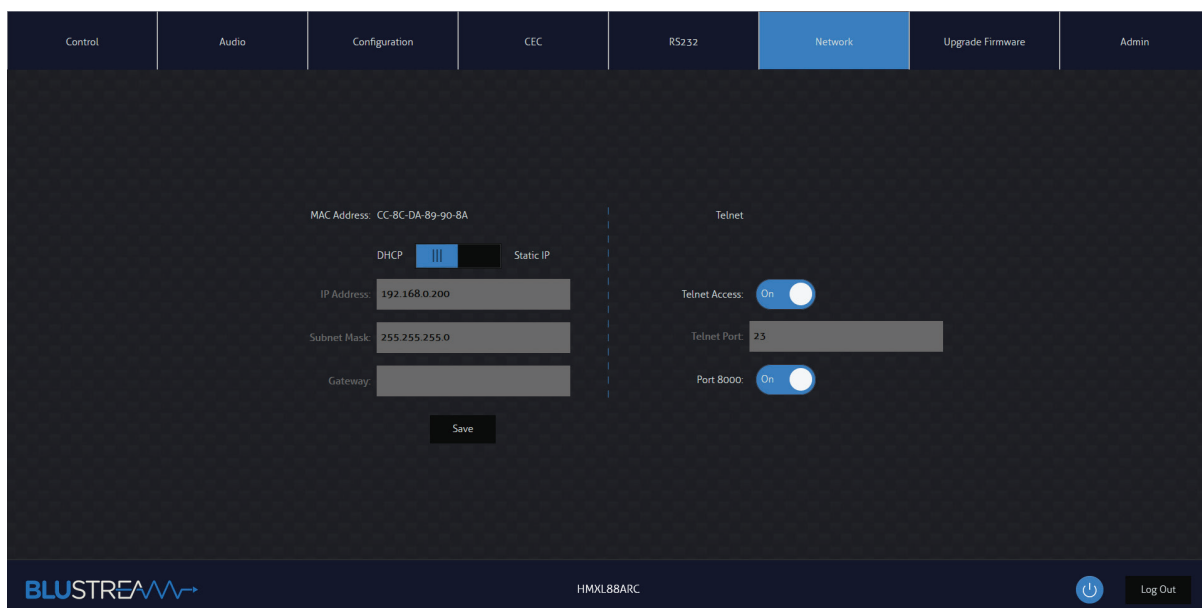 Control Audio Configuration CEC RS232 Network Upgrade Firmware Admin
MAC Address: CC-8C-DA-89-90-8A
DHCP Static IP
IP Address: 192.168.0.200
Subnet Mask: 255.255.255.0
Gateway:
Save
Telnet
Telnet Access: On
Telnet Port: 23
Port 8000: On
BLUSTREAM
HMXL88ARC
Log Out